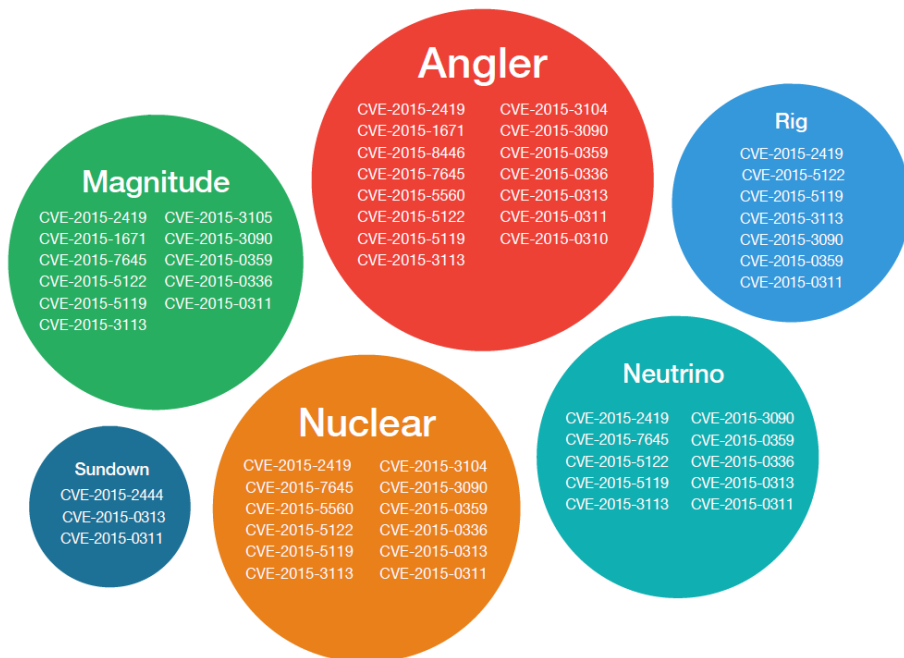 Angler
CVE-2015-2419 CVE-2015-3104
CVE-2015-1671 CVE-2015-3090
CVE-2015-8446 CVE-2015-0359
CVE-2015-7645 CVE-2015-0336
CVE-2015-5560 CVE-2015-0313
CVE-2015-5122 CVE-2015-0311
CVE-2015-5119 CVE-2015-0310
CVE-2015-3113
Magnitude
CVE-2015-2419 CVE-2015-3105
CVE-2015-1671 CVE-2015-3090
CVE-2015-7645 CVE-2015-0359
CVE-2015-5122 CVE-2015-0336
CVE-2015-5119 CVE-2015-0311
CVE-2015-3113
Rig
CVE-2015-2419
CVE-2015-5122
CVE-2015-5119
CVE-2015-3113
CVE-2015-3090
CVE-2015-0359
CVE-2015-0311
Neutrino
CVE-2015-2419 CVE-2015-3090
CVE-2015-7645 CVE-2015-0359
CVE-2015-5122 CVE-2015-0336
CVE-2015-5119 CVE-2015-0313
CVE-2015-3113 CVE-2015-0311
Nuclear
CVE-2015-2419 CVE-2015-3104
CVE-2015-7645 CVE-2015-3090
CVE-2015-5560 CVE-2015-0359
CVE-2015-5122 CVE-2015-0336
CVE-2015-5119 CVE-2015-0313
CVE-2015-3113 CVE-2015-0311
Sundown
CVE-2015-2444
CVE-2015-0313
CVE-2015-0311